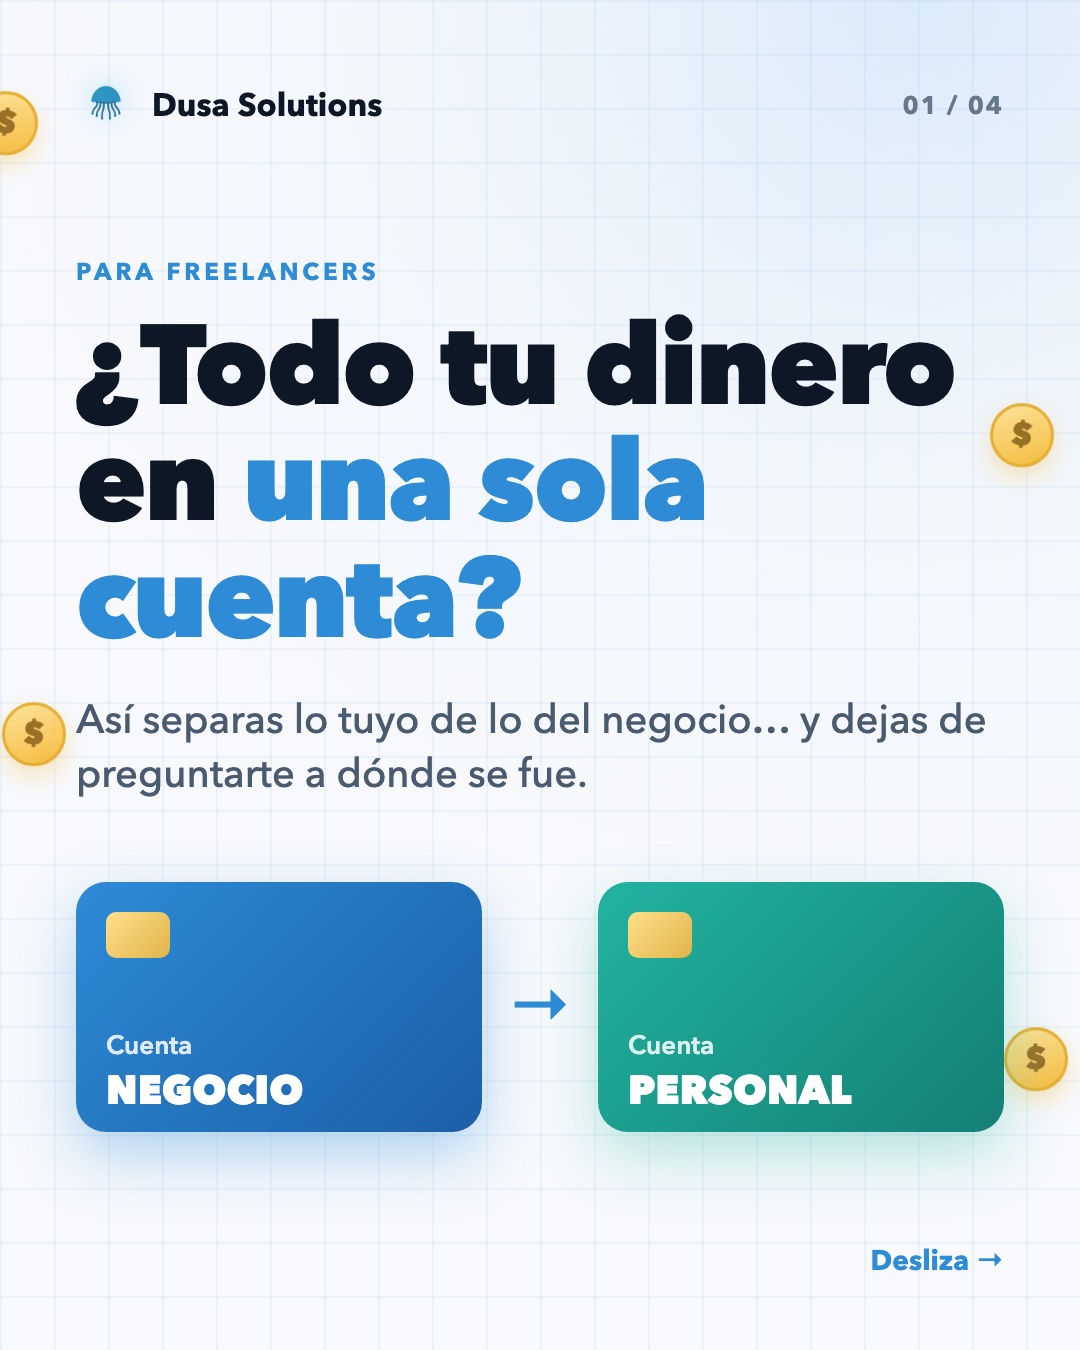 Dusa Solutions
01 / 04
$
PARA FREELANCERS
¿Todo tu dinero
en una sola
cuenta?
$
Así separas lo tuyo de lo del negocio... y dejas de
preguntarte a dónde se fue.
$
Cuenta
NEGOCIO
→
Cuenta
PERSONAL
$
Desliza →